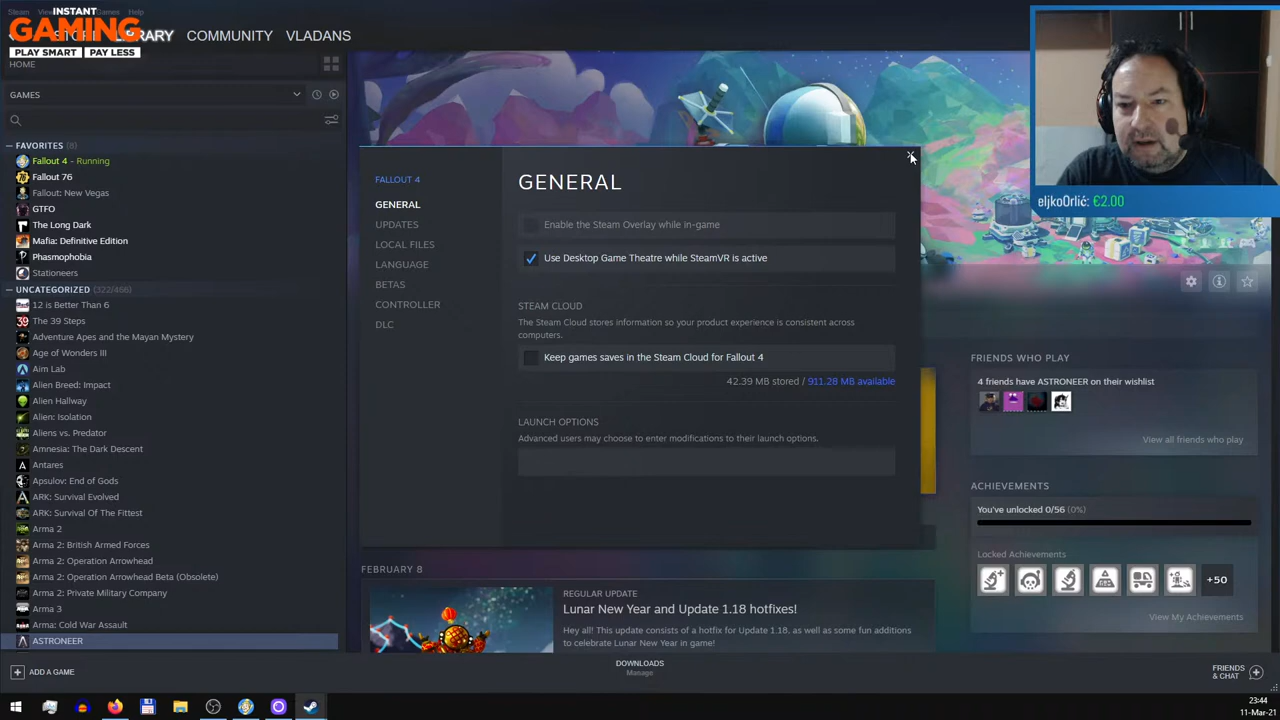 Steam
Games
Help
INSTANT
GAMING
PLAY SMART
PAY LESS
LIBRARY
COMMUNITY
VLADANS
HOME
GAMES
FAVORITES (8)
Fallout 4 - Running
Fallout 76
Fallout: New Vegas
GTFO
The Long Dark
Mafia: Definitive Edition
Phasmophobia
Stationeers
UNCATEGORIZED (322/466)
12 is Better Than 6
The 39 Steps
Adventure Apes and the Mayan Mystery
Age of Wonders III
Aim Lab
Alien Breed: Impact
Alien Hallway
Alien: Isolation
Aliens vs. Predator
Amnesia: The Dark Descent
Antares
Apsulov: End of Gods
ARK: Survival Evolved
ARK: Survival Of The Fittest
Arma 2
Arma 2: British Armed Forces
Arma 2: Operation Arrowhead
Arma 2: Operation Arrowhead Beta (Obsolete)
Arma 2: Private Military Company
Arma 3
Arma: Cold War Assault
ASTRONEER
ADD A GAME
FALLOUT 4
GENERAL
UPDATES
LOCAL FILES
LANGUAGE
BETAS
CONTROLLER
DLC
GENERAL
Enable the Steam Overlay while in-game
Use Desktop Game Theatre while SteamVR is active
STEAM CLOUD
The Steam Cloud stores information so your product experience is consistent across
computers.
Keep games saves in the Steam Cloud for Fallout 4
42.39 MB stored / 911.28 MB available
LAUNCH OPTIONS
Advanced users may choose to enter modifications to their launch options.
FEBRUARY 8
REGULAR UPDATE
Lunar New Year and Update 1.18 hotfixes!
Hey all! This update consists of a hotfix for Update 1.18, as well as some fun additions
to celebrate Lunar New Year in game!
DOWNLOADS
Manage
eljkoOrlić: €2.00
FRIENDS WHO PLAY
4 friends have ASTRONEER on their wishlist
View all friends who play
ACHIEVEMENTS
You've unlocked 0/56 (0%)
Locked Achievements
+50
View My Achievements
FRIENDS
& CHAT
23:44
11-Mar-21